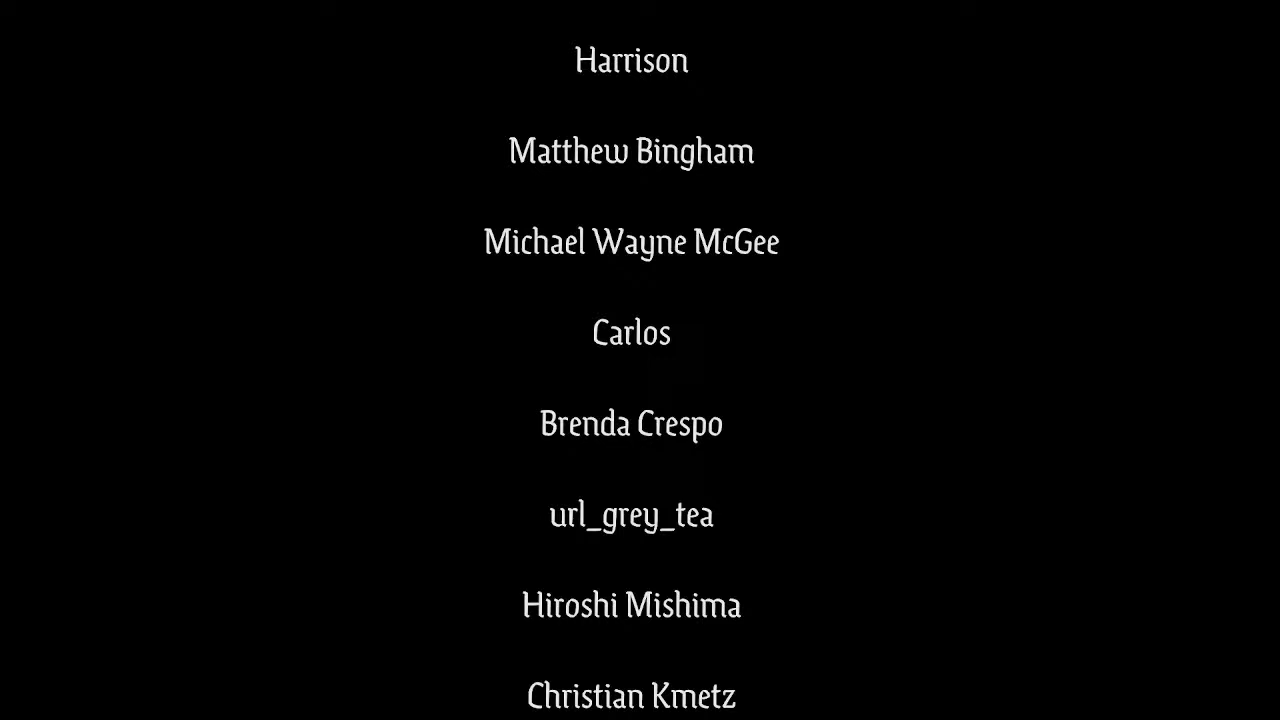 Harrison
Matthew Bingham
Michael Wayne McGee
Carlos
Brenda Crespo
url_grey_tea
Hiroshi Mishima
Christian Kmetz